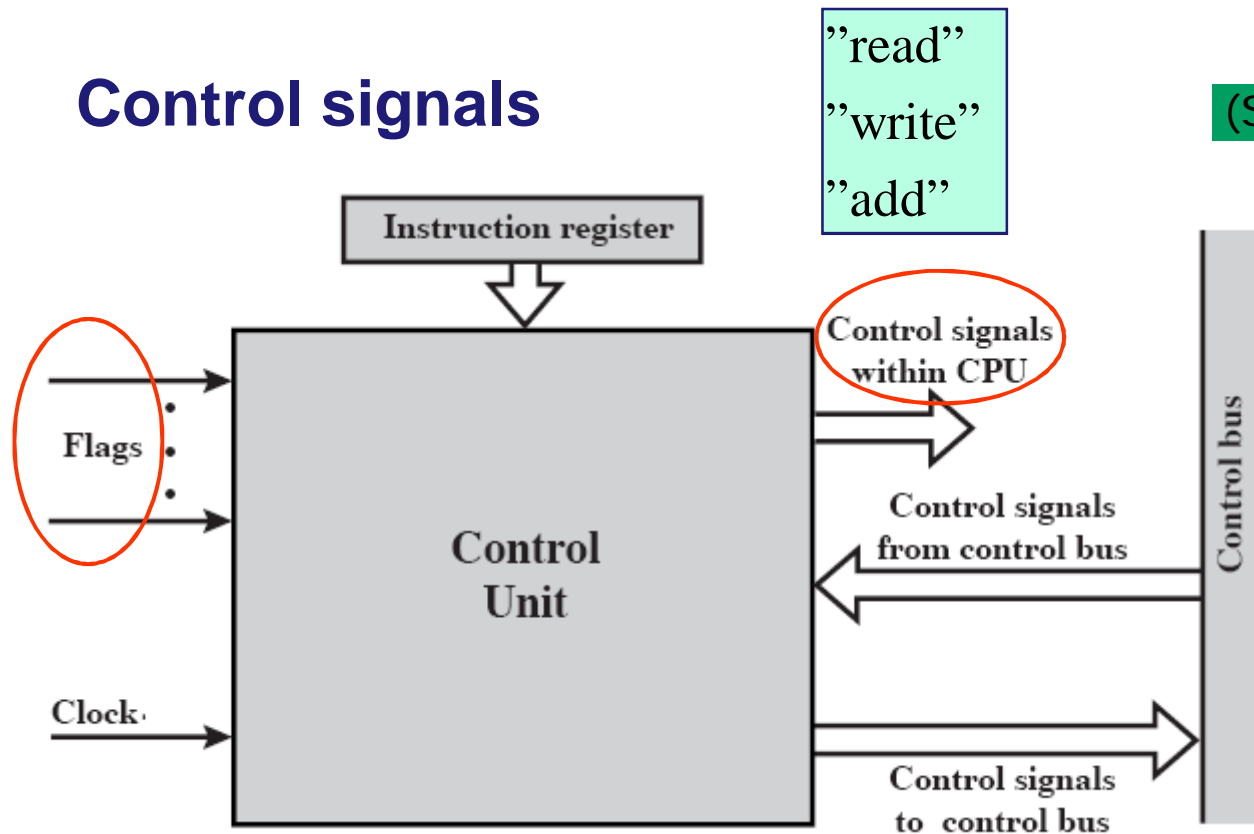 ”read”
”write”
”add”
Control signals
(S
Instruction register
Control signals
within CPU
Flags
Control signals
from control bus
Control bus
Control
Unit
Clock
Control signals
to control bus